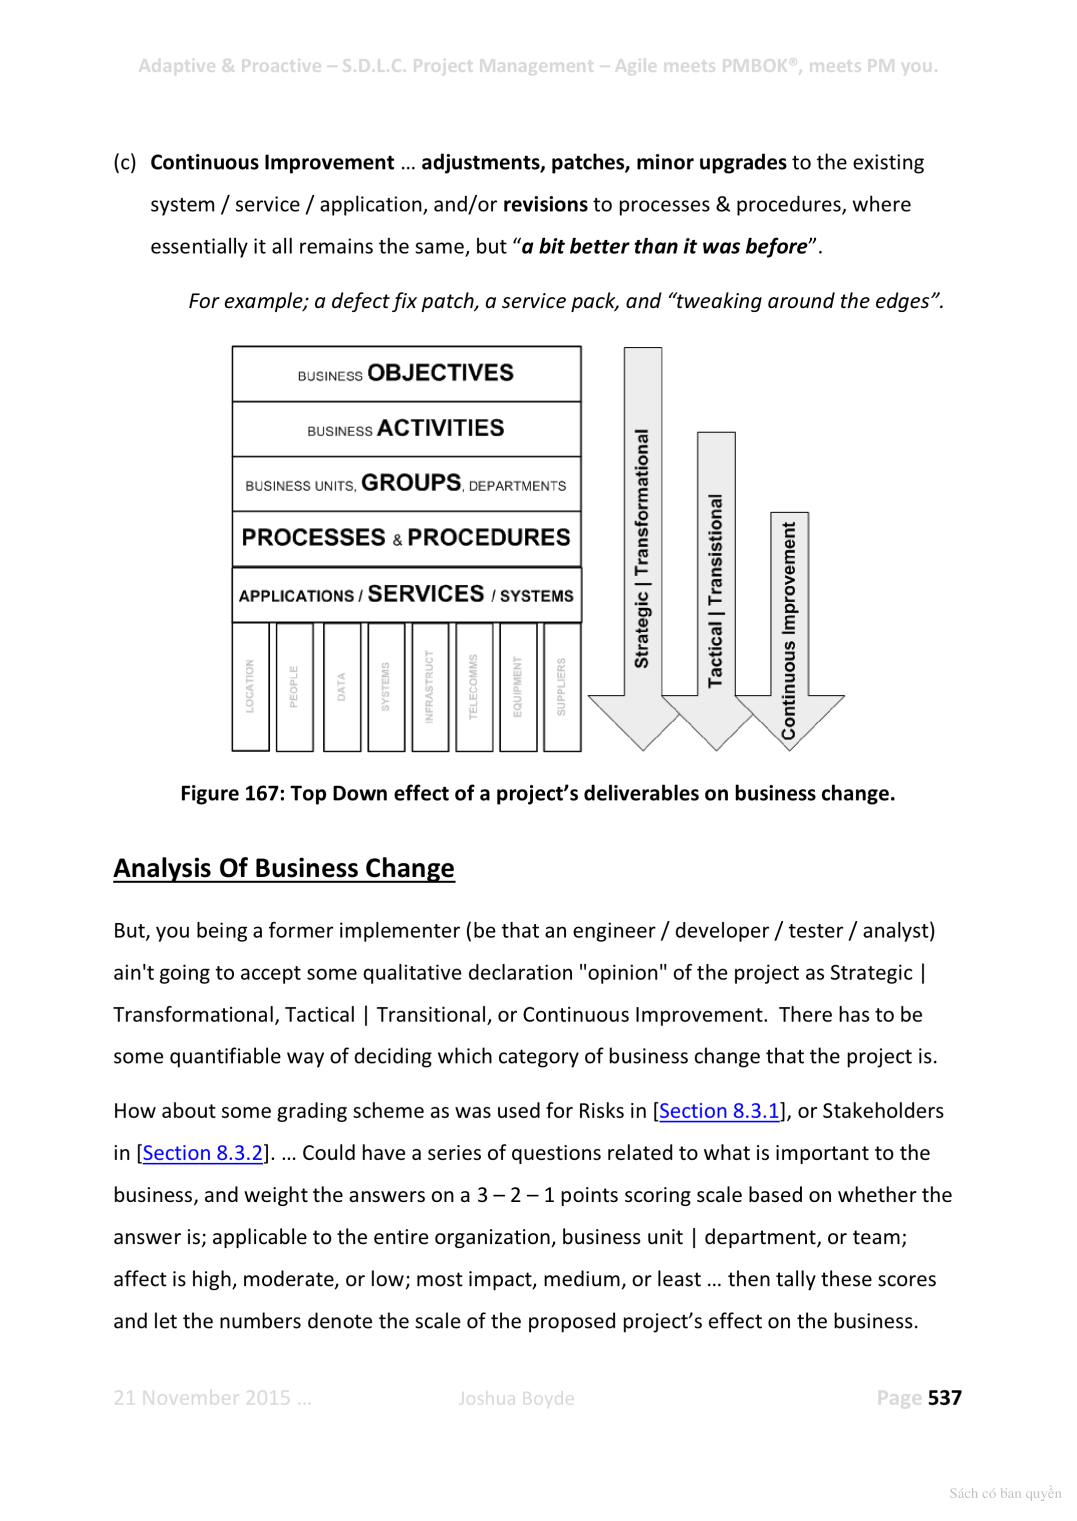 Adaptive & Proactive – S.D.L.C. Project Management – Agile meets PMBOK®, meets PM you.
(c) Continuous Improvement ... adjustments, patches, minor upgrades to the existing
system / service / application, and/or revisions to processes & procedures, where
essentially it all remains the same, but “a bit better than it was before”.
For example; a defect fix patch, a service pack, and “tweaking around the edges”.
BUSINESS OBJECTIVES
BUSINESS ACTIVITIES
BUSINESS UNITS, GROUPS, DEPARTMENTS
PROCESSES & PROCEDURES
APPLICATIONS / SERVICES / SYSTEMS
LOCATION
PEOPLE
DATA
SYSTEMS
INFRASTRUCT
TELECOMMS
EQUIPMENT
SUPPLIERS
Strategic | Transformational
Tactical | Transistional
Continuous Improvement
Figure 167: Top Down effect of a project’s deliverables on business change.
Analysis Of Business Change
But, you being a former implementer (be that an engineer / developer / tester / analyst)
ain't going to accept some qualitative declaration "opinion" of the project as Strategic |
Transformational, Tactical | Transitional, or Continuous Improvement.  There has to be
some quantifiable way of deciding which category of business change that the project is.
How about some grading scheme as was used for Risks in [Section 8.3.1], or Stakeholders
in [Section 8.3.2]. ... Could have a series of questions related to what is important to the
business, and weight the answers on a 3 – 2 – 1 points scoring scale based on whether the
answer is; applicable to the entire organization, business unit | department, or team;
affect is high, moderate, or low; most impact, medium, or least ... then tally these scores
and let the numbers denote the scale of the proposed project’s effect on the business.
21 November 2015 ... Joshua Boyde Page 537
Sách có bản quyền